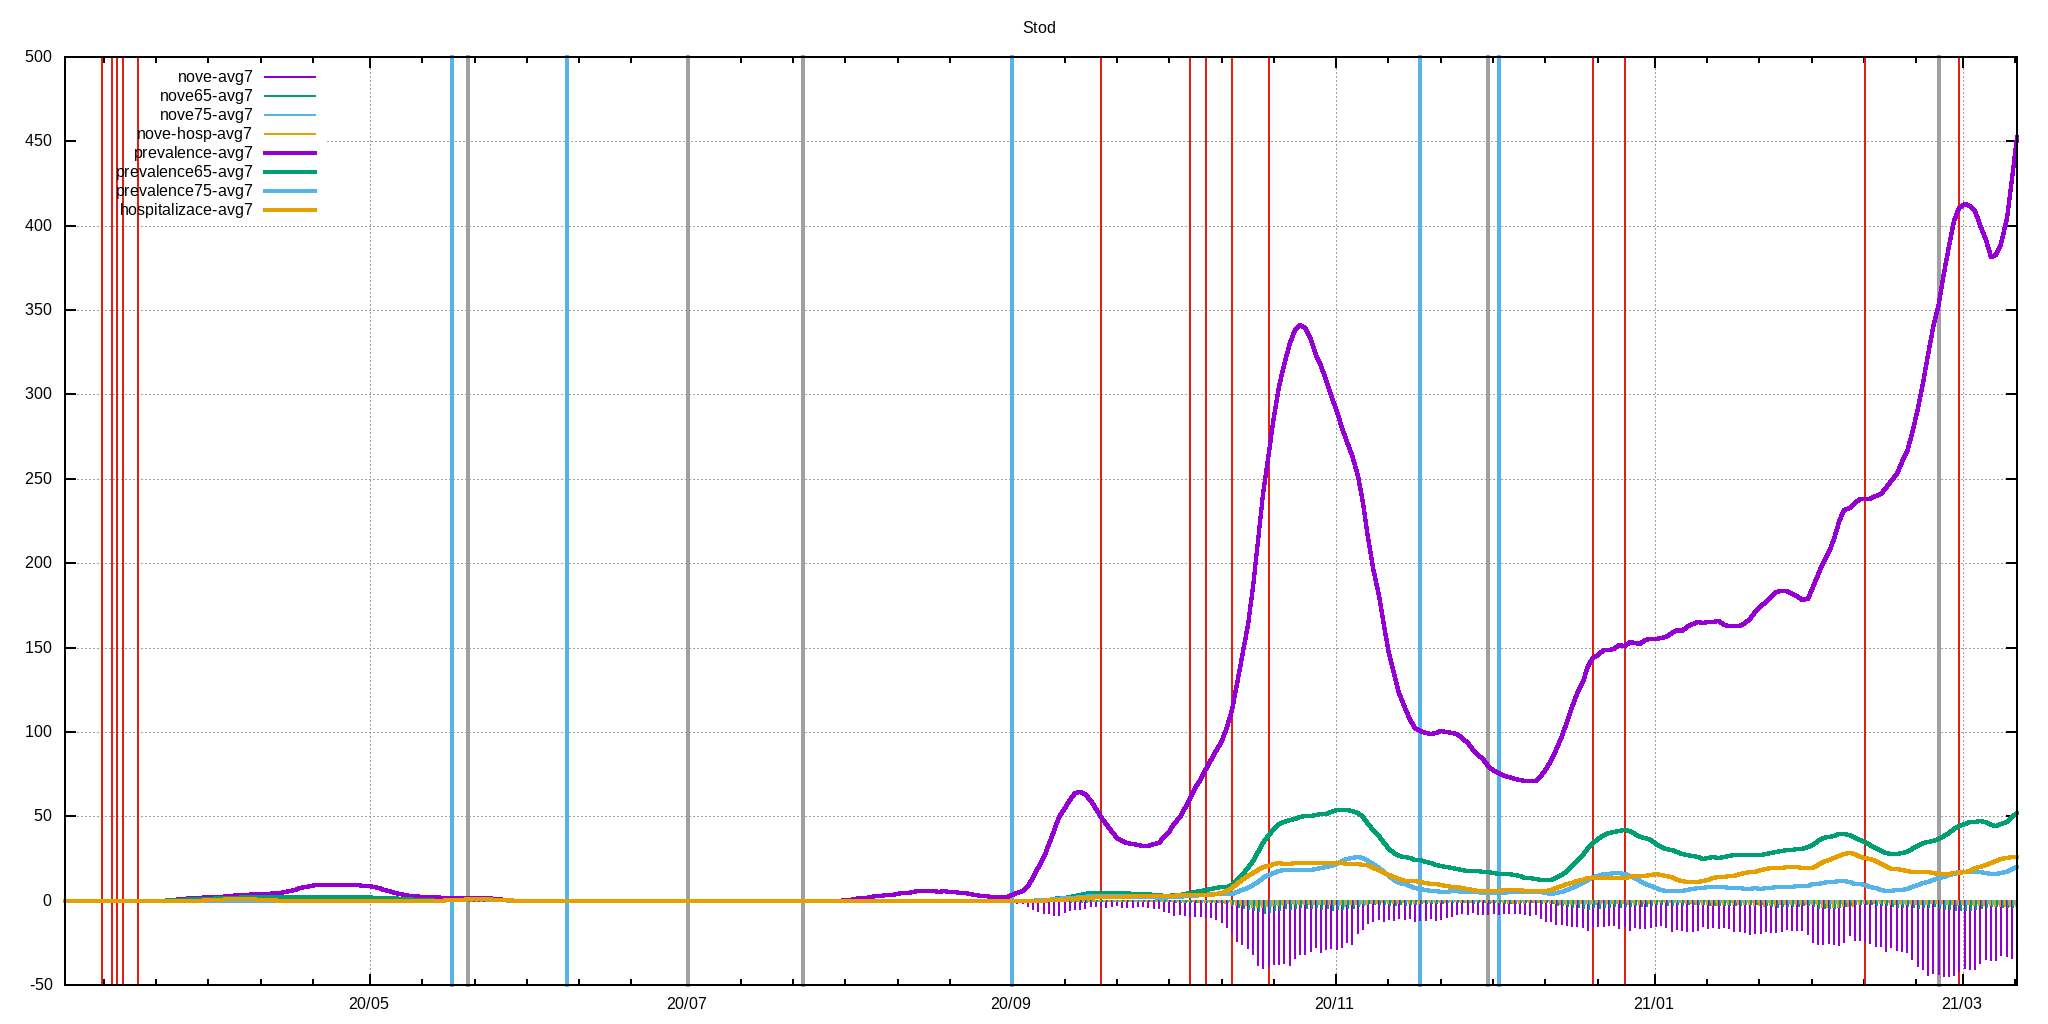 Stod
500
450
400
350
300
250
200
150
100
50
0
-50
nove-avg7
nove65-avg7
nove75-avg7
nove-hosp-avg7
prevalence-avg7
prevalence65-avg7
prevalence75-avg7
hospitalizace-avg7
20/05
20/07
20/09
20/11
21/01
21/03